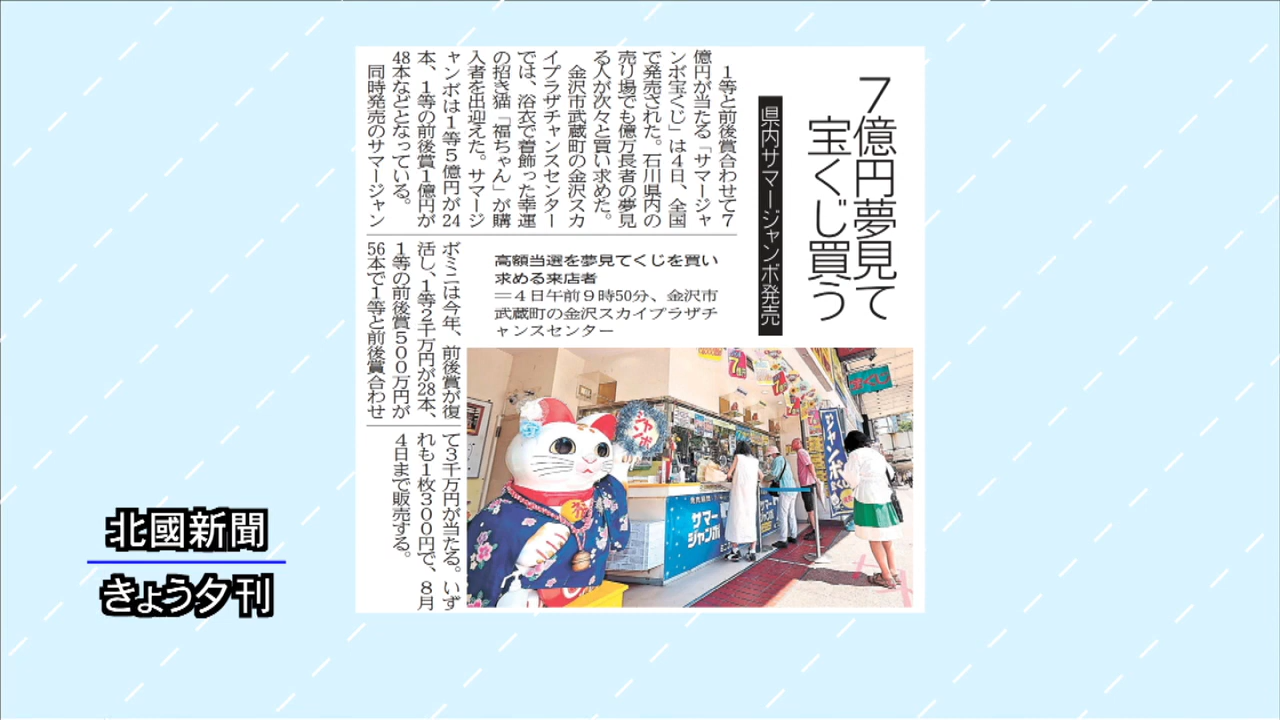 7億円夢見て
宝くじ買う
県内サマージャンボ発売
1等と前後賞合わせて7
億円が当たる「サマージャ
ンボ宝くじ」は4日、全国
で発売された。石川県内の
売り場でも億万長者の夢見
る人が次々と買い求めた。
金沢市武蔵町の金沢スカ
イプラザチャンスセンター
では、浴衣で着飾った幸運
の招き猫「福ちゃん」が購
入者を出迎えた。サマージ
ャンボは1等5億円が24
本、1等の前後賞1億円が
48本などとなっている。
同時発売のサマージャン
ボミニは今年、前後賞が復
活し、1等2千万円が28本、
1等の前後賞500万円が
56本で1等と前後賞合わせ
て3千万円が当たる。いず
れも1枚300円で、8月
4日まで販売する。
高額当選を夢見てくじを買い
求める来店者
=4日午前9時50分、金沢市
武蔵町の金沢スカイプラザチ
ャンスセンター
ジャンボ
サマー
ジャンボ
北國新聞
きょう夕刊